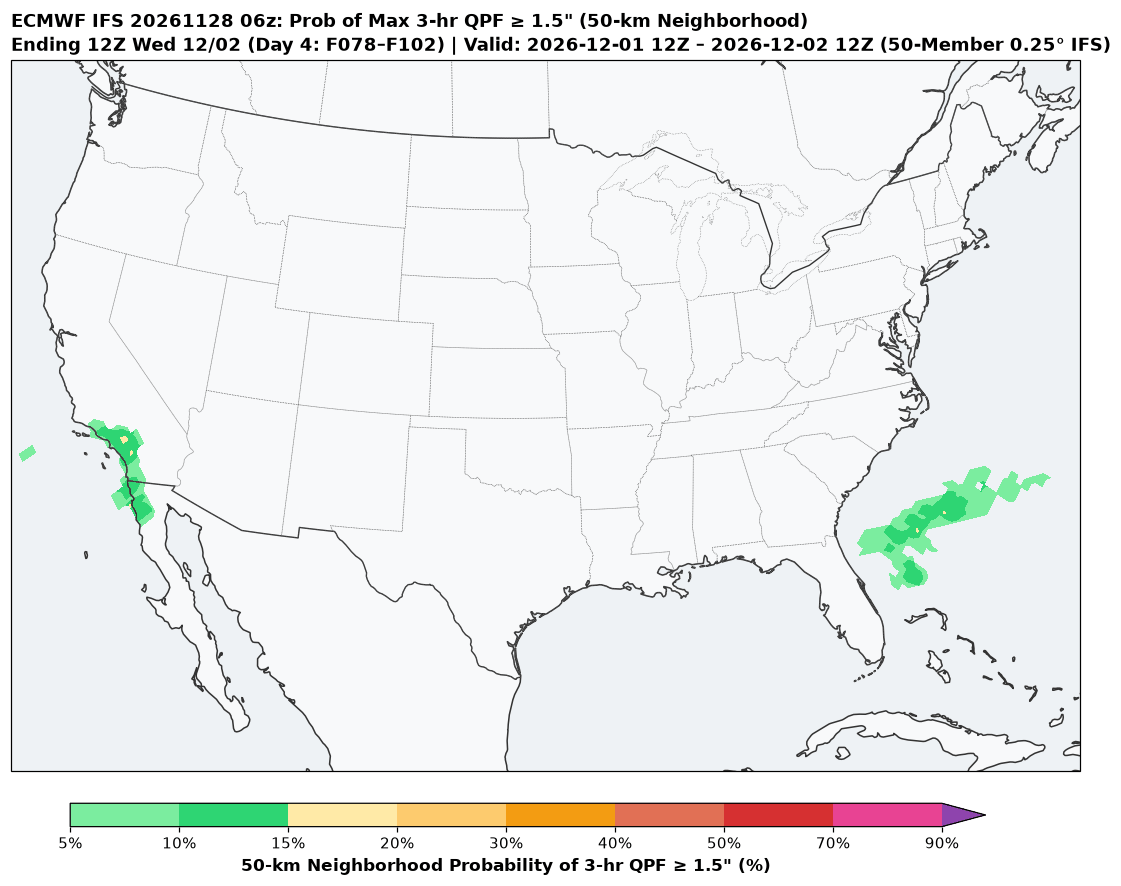 ECMWF IFS 20261128 06z: Prob of Max 3-hr QPF ≥ 1.5" (50-km Neighborhood)
Ending 12Z Wed 12/02 (Day 4: F078–F102) | Valid: 2026-12-01 12Z – 2026-12-02 12Z (50-Member 0.25° IFS)
5% 10% 15% 20% 30% 40% 50% 70% 90%
50-km Neighborhood Probability of 3-hr QPF ≥ 1.5" (%)